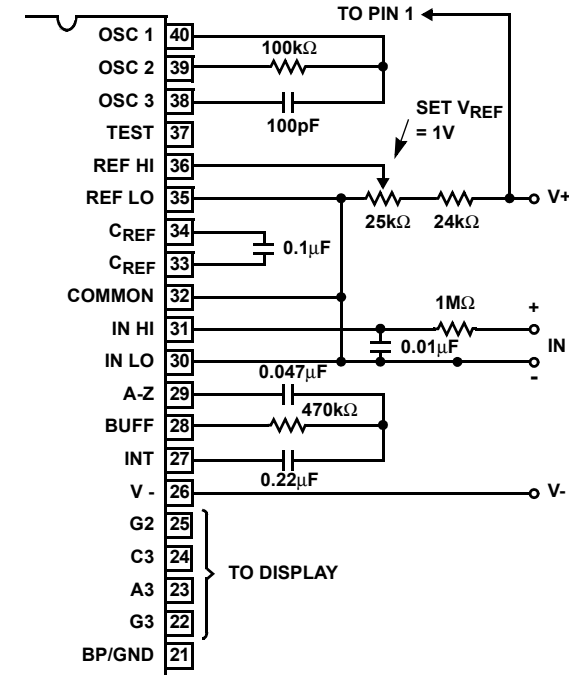 TO PIN 1
OSC 1 40
100kΩ
OSC 2 39
OSC 3 38
100pF
SET VREF
= 1V
TEST 37
REF HI 36
REF LO 35
V+
25kΩ 24kΩ
CREF 34
0.1μF
CREF 33
COMMON 32
1MΩ
+
IN HI 31
0.01μF IN
IN LO 30
-
0.047μF
A-Z 29
470kΩ
BUFF 28
INT 27
0.22μF
V - 26 V-
G2 25
C3 24
TO DISPLAY
A3 23
G3 22
BP/GND 21